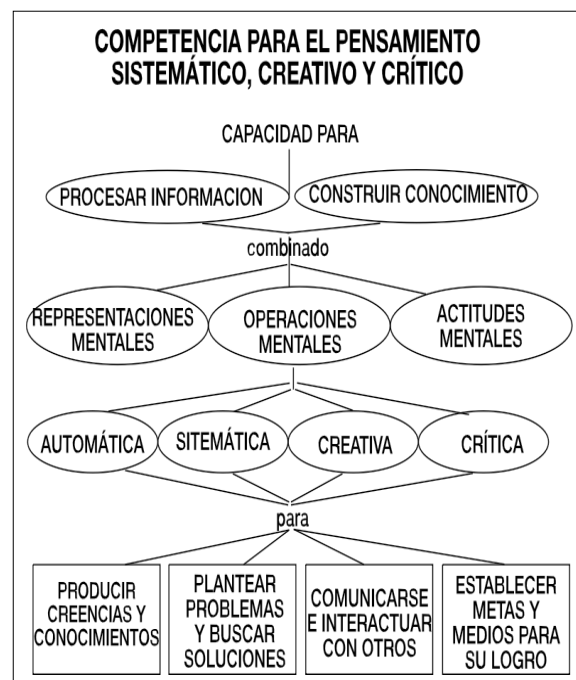 COMPETENCIA PARA EL PENSAMIENTO
SISTEMÁTICO, CREATIVO Y CRÍTICO
CAPACIDAD PARA
PROCESAR INFORMACION
CONSTRUIR CONOCIMIENTO
combinado
REPRESENTACIONES
MENTALES
OPERACIONES
MENTALES
ACTITUDES
MENTALES
AUTOMÁTICA
SITEMÁTICA
CREATIVA
CRÍTICA
para
PRODUCIR
CREENCIAS Y
CONOCIMIENTOS
PLANTEAR
PROBLEMAS
Y BUSCAR
SOLUCIONES
COMUNICARSE
E INTERACTUAR
CON OTROS
ESTABLECER
METAS Y
MEDIOS PARA
SU LOGRO